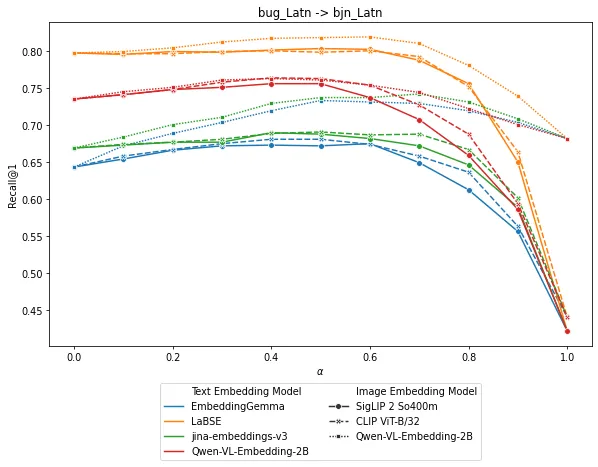 bug_Latn -> bjn_Latn
Recall@1
0.80
0.75
0.70
0.65
0.60
0.55
0.50
0.45
0.0
0.2
0.4
0.6
0.8
1.0
α
Text Embedding Model
EmbeddingGemma
LaBSE
jina-embeddings-v3
Qwen-VL-Embedding-2B
Image Embedding Model
SigLIP 2 So400m
CLIP ViT-B/32
Qwen-VL-Embedding-2B